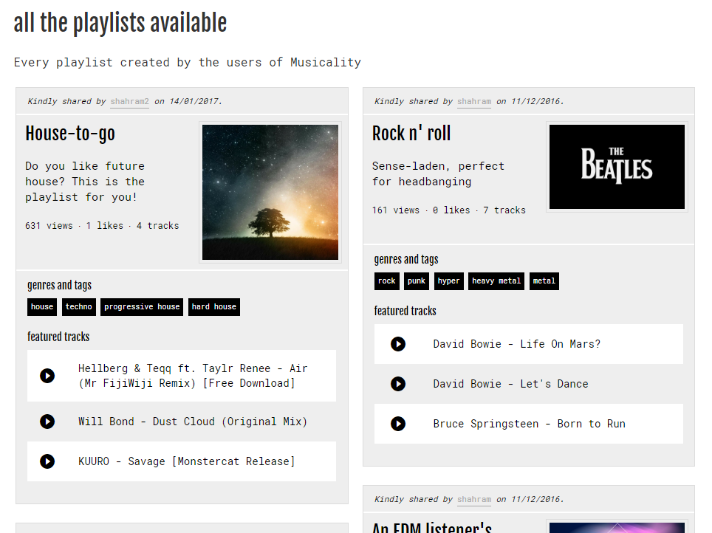 all the playlists available
Every playlist created by the users of Musicality
Kindly shared by shahram2 on 14/01/2017.
House-to-go
Do you like future
house? This is the
playlist for you!
631 views · 1 likes · 4 tracks
genres and tags
house techno progressive house hard house
featured tracks
Hellberg & Teqq ft. Taylr Renee - Air
(Mr FijiWiji Remix) [Free Download]
Will Bond - Dust Cloud (Original Mix)
KUURO - Savage [Monstercat Release]
Kindly shared by shahram on 11/12/2016.
Rock n' roll
Sense-laden, perfect
for headbanging
161 views · 0 likes · 7 tracks
THE
BEATLES
genres and tags
rock punk hyper heavy metal metal
featured tracks
David Bowie - Life On Mars?
David Bowie - Let's Dance
Bruce Springsteen - Born to Run
Kindly shared by shahram on 11/12/2016.
An EDM listener's